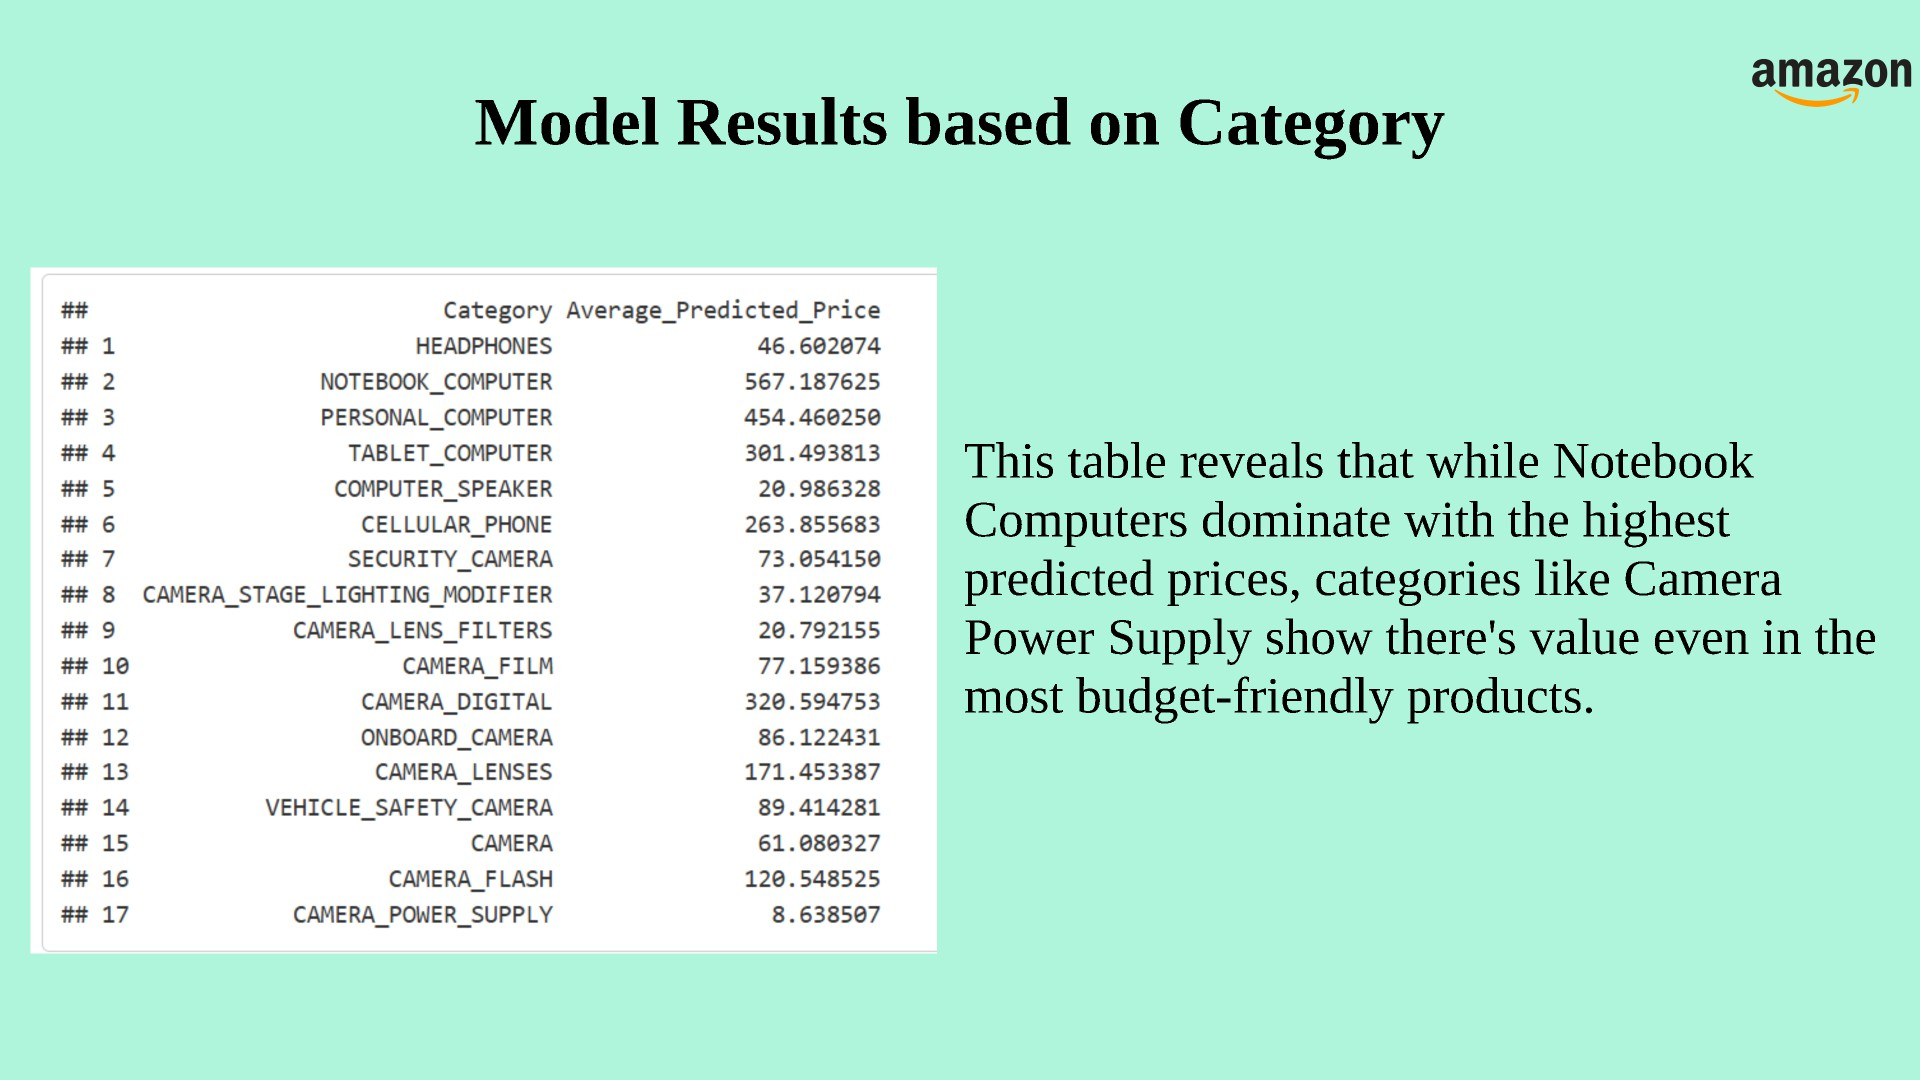 amazon
Model Results based on Category
## Category Average_Predicted_Price
## 1 HEADPHONES 46.602074
## 2 NOTEBOOK_COMPUTER 567.187625
## 3 PERSONAL_COMPUTER 454.460250
## 4 TABLET_COMPUTER 301.493813
## 5 COMPUTER_SPEAKER 20.986328
## 6 CELLULAR_PHONE 263.855683
## 7 SECURITY_CAMERA 73.054150
## 8 CAMERA_STAGE_LIGHTING_MODIFIER 37.120794
## 9 CAMERA_LENS_FILTERS 20.792155
## 10 CAMERA_FILM 77.159386
## 11 CAMERA_DIGITAL 320.594753
## 12 ONBOARD_CAMERA 86.122431
## 13 CAMERA_LENSES 171.453387
## 14 VEHICLE_SAFETY_CAMERA 89.414281
## 15 CAMERA 61.080327
## 16 CAMERA_FLASH 120.548525
## 17 CAMERA_POWER_SUPPLY 8.638507
This table reveals that while Notebook
Computers dominate with the highest
predicted prices, categories like Camera
Power Supply show there's value even in the
most budget-friendly products.